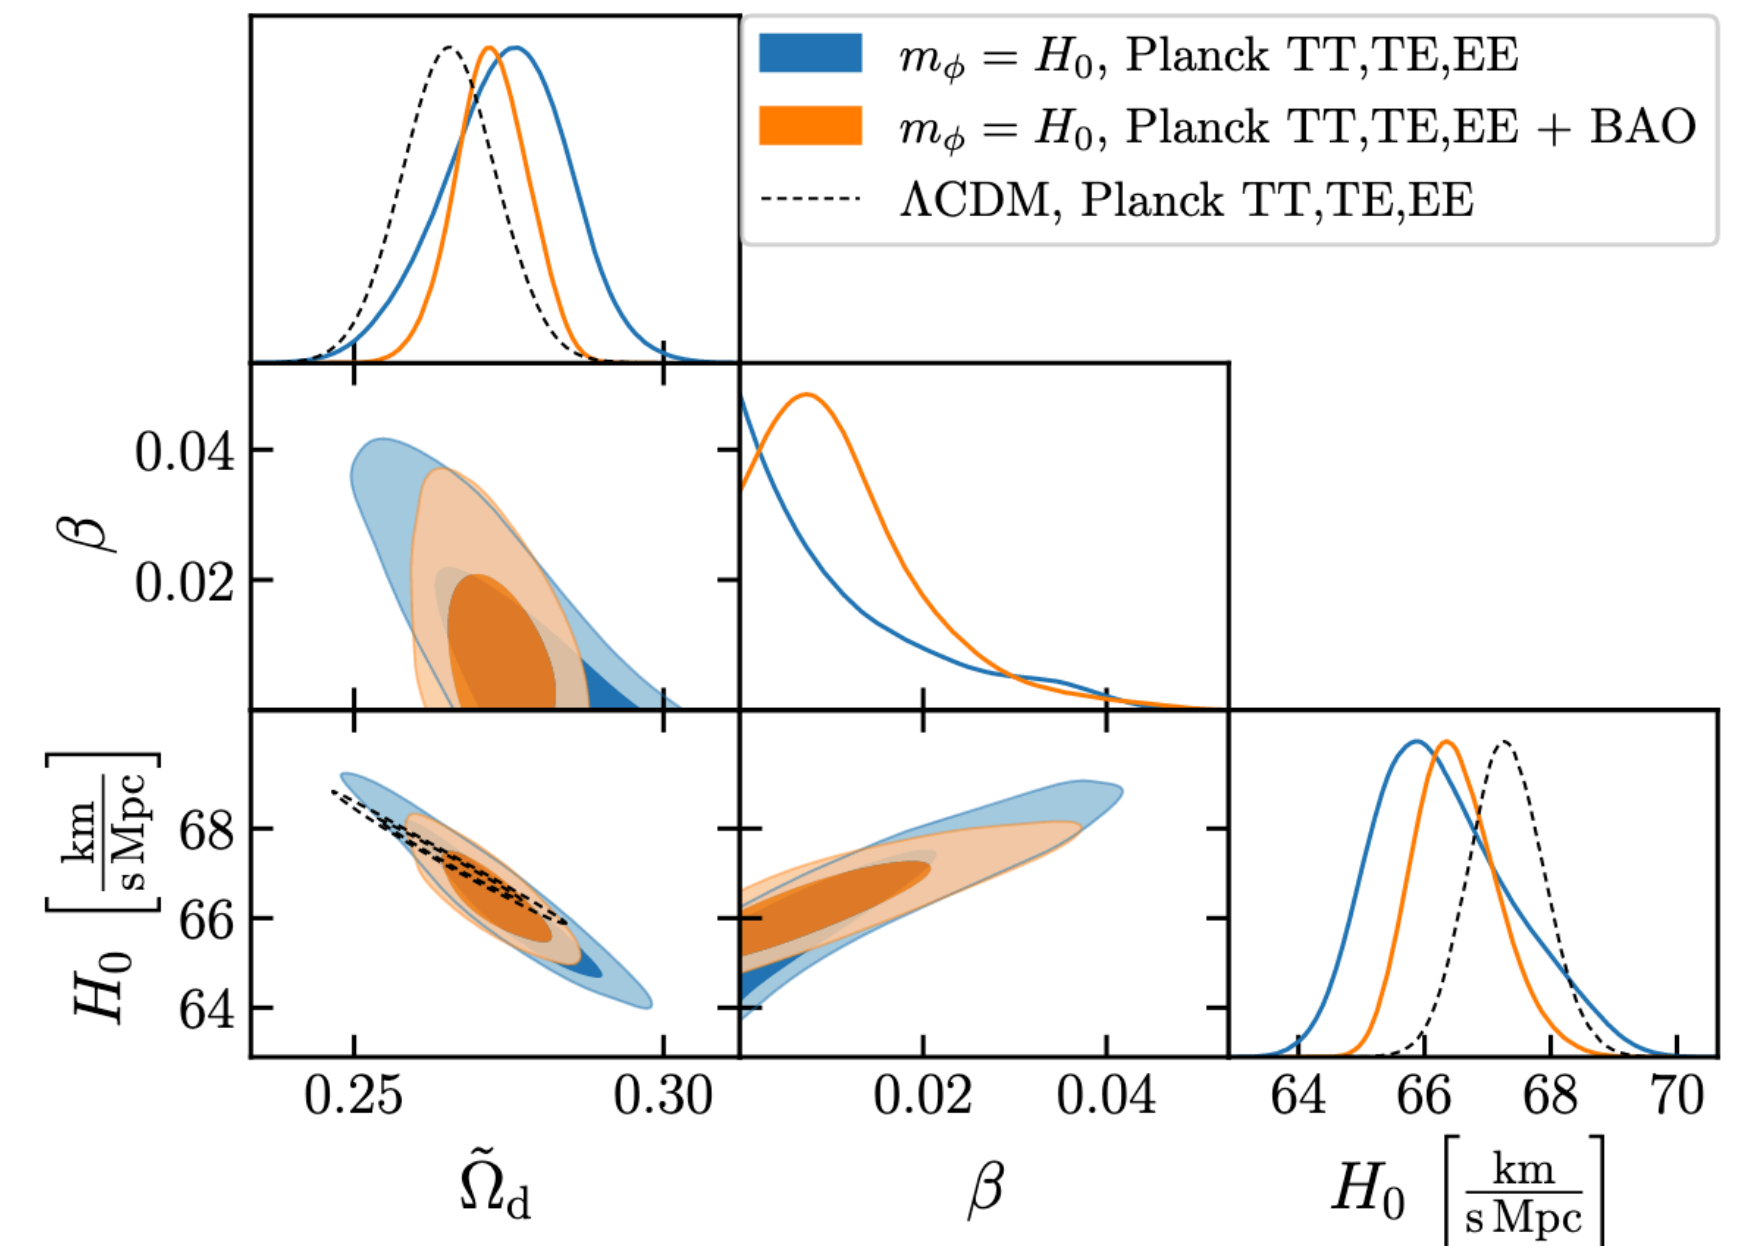 m_ϕ = H_0, Planck TT,TE,EE
m_ϕ = H_0, Planck TT,TE,EE + BAO
ΛCDM, Planck TT,TE,EE
0.04
β
0.02
H_0 [km/s Mpc]
68
66
64
0.25 0.30 0.02 0.04 64 66 68 70
Ω̃_d β H_0 [km/s Mpc]